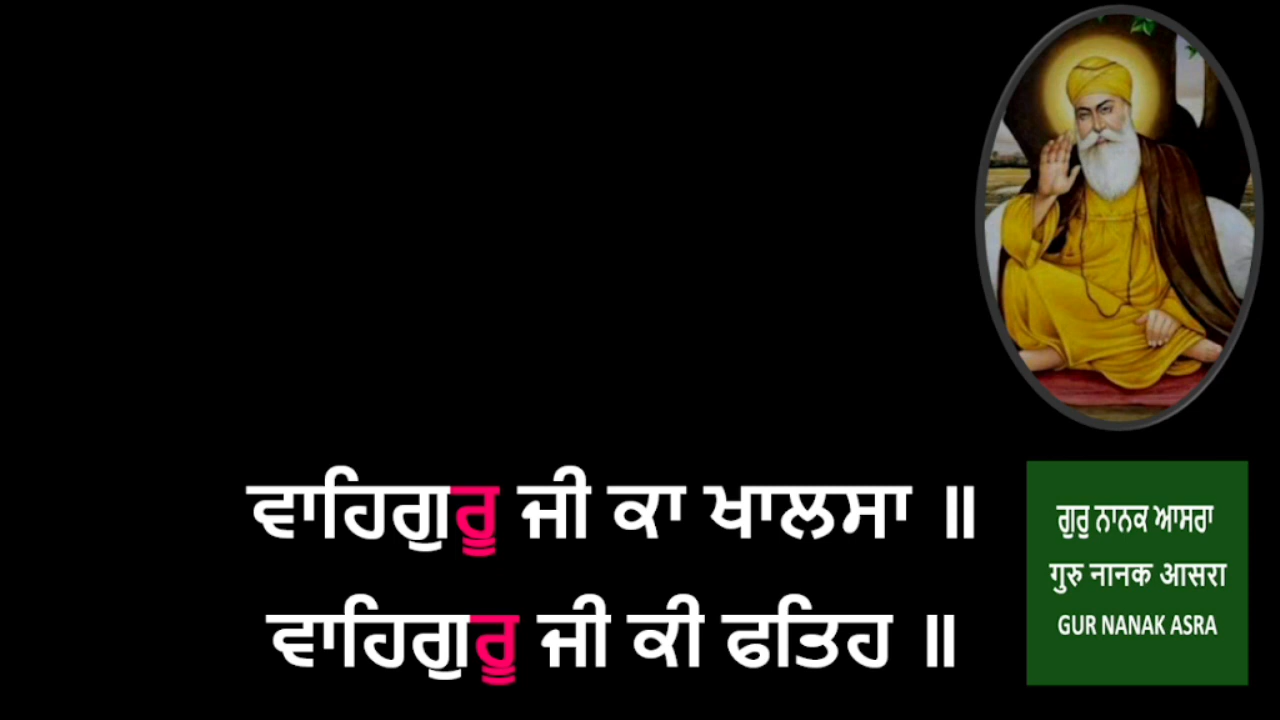 ਵਾਹਿਗੁਰੂ ਜੀ ਕਾ ਖਾਲਸਾ ॥
ਵਾਹਿਗੁਰੂ ਜੀ ਕੀ ਫਤਿਹ ॥
ਗੁਰੁ ਨਾਨਕ ਆਸਰਾ
गुरु नानक आसरा
GUR NANAK ASRA